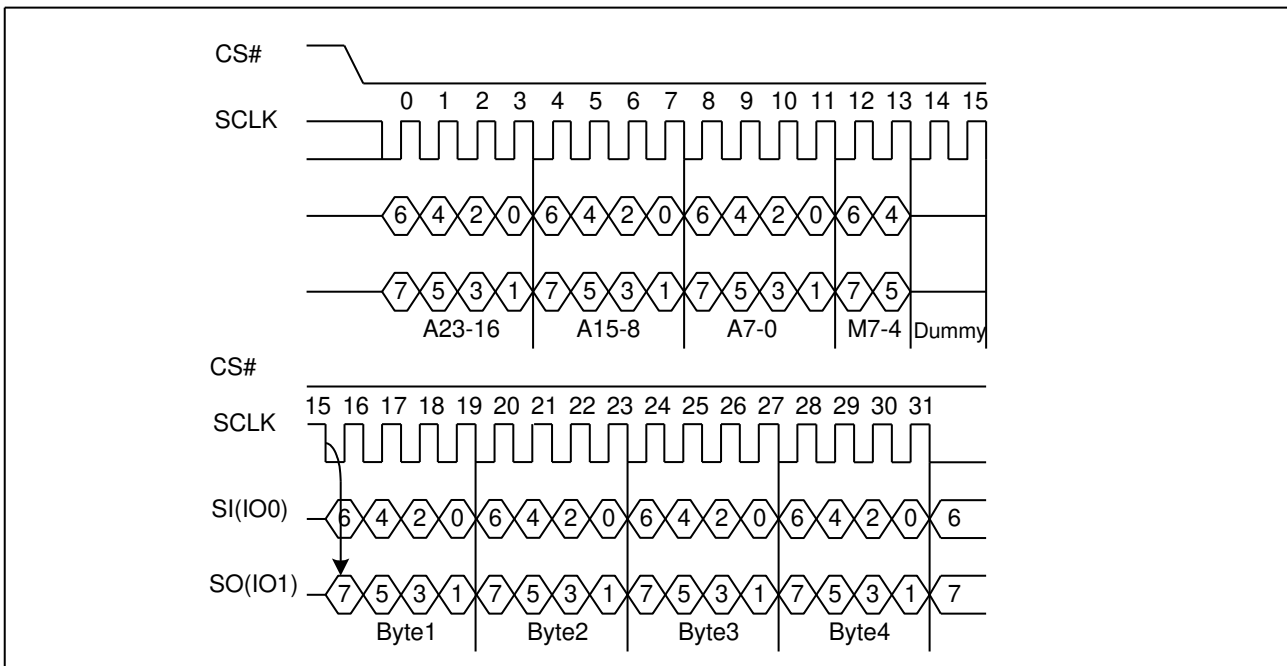 CS#
0 1 2 3 4 5 6 7 8 9 10 11 12 13 14 15
SCLK
6 4 2 0 6 4 2 0 6 4 2 0 6 4
7 5 3 1 7 5 3 1 7 5 3 1 7 5
A23-16 A15-8 A7-0 M7-4 Dummy
CS#
15 16 17 18 19 20 21 22 23 24 25 26 27 28 29 30 31
SCLK
SI(IO0) 6 4 2 0 6 4 2 0 6 4 2 0 6 4 2 0 6
SO(IO1) 7 5 3 1 7 5 3 1 7 5 3 1 7 5 3 1 7
Byte1 Byte2 Byte3 Byte4